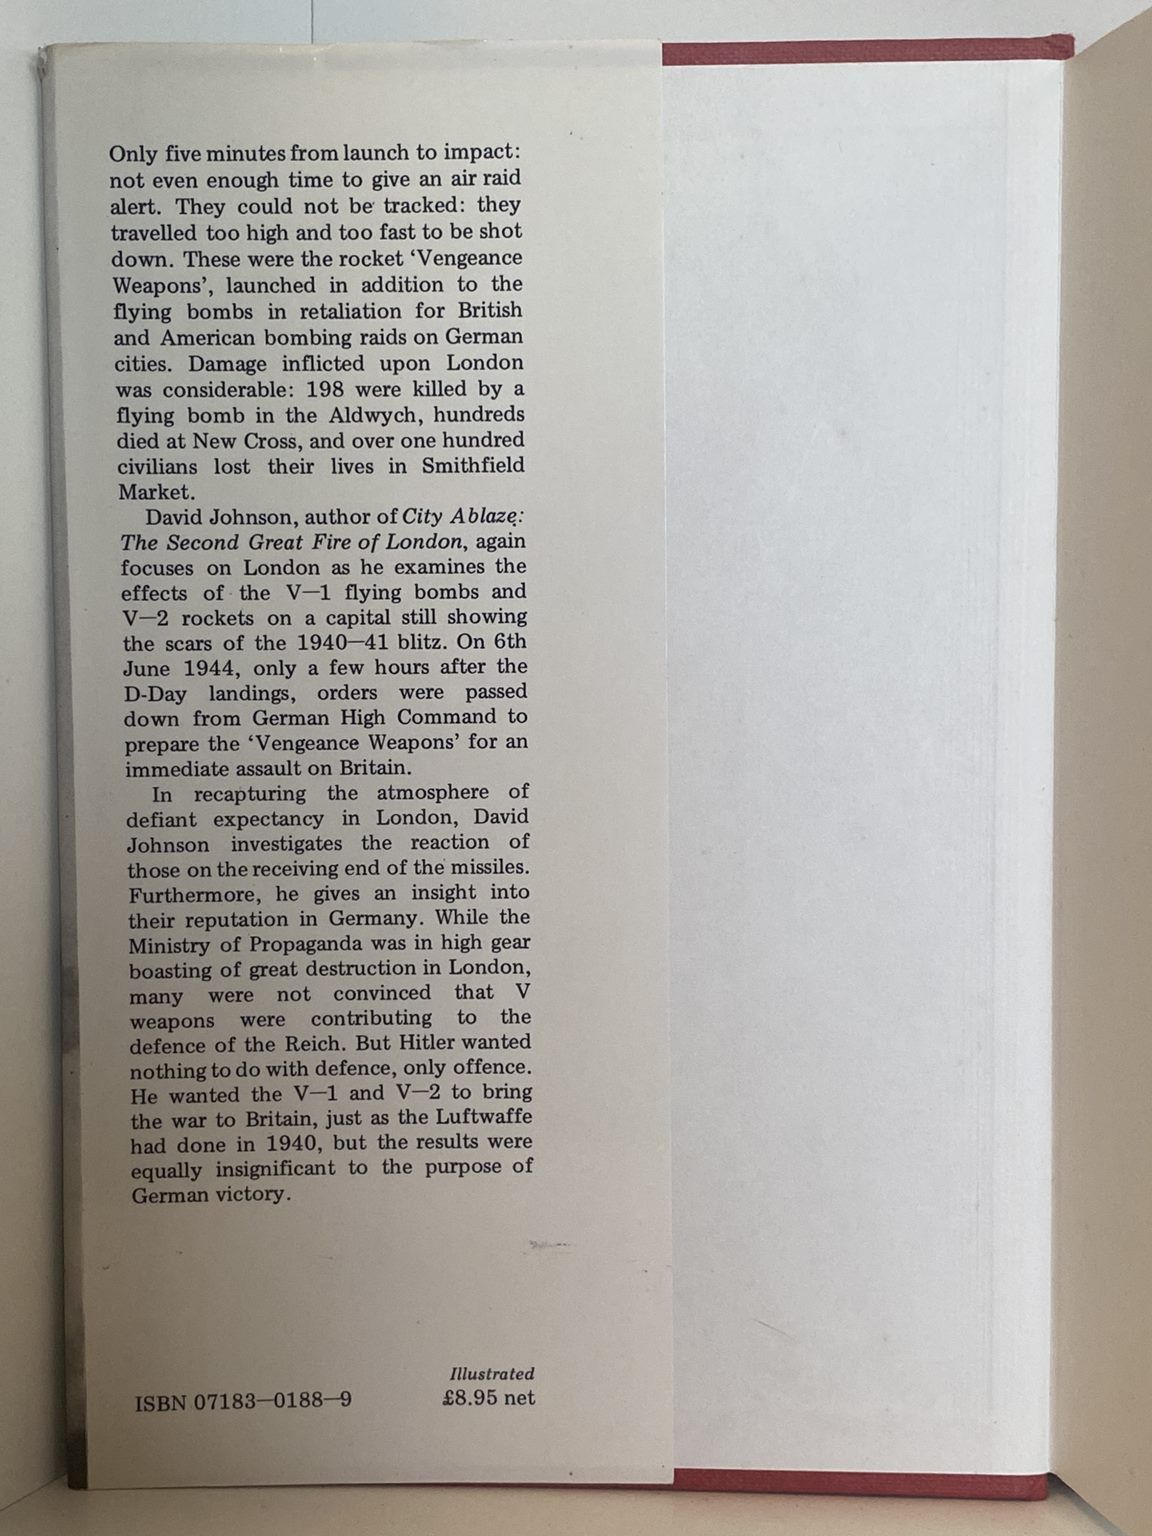 Only five minutes from launch to impact:
not even enough time to give an air raid
alert. They could not be tracked: they
travelled too high and too fast to be shot
down. These were the rocket ‘Vengeance
Weapons’, launched in addition to the
flying bombs in retaliation for British
and American bombing raids on German
cities. Damage inflicted upon London
was considerable: 198 were killed by a
flying bomb in the Aldwych, hundreds
died at New Cross, and over one hundred
civilians lost their lives in Smithfield
Market.
David Johnson, author of City Ablaze:
The Second Great Fire of London, again
focuses on London as he examines the
effects of the V—1 flying bombs and
V—2 rockets on a capital still showing
the scars of the 1940—41 blitz. On 6th
June 1944, only a few hours after the
D-Day landings, orders were passed
down from German High Command to
prepare the ‘Vengeance Weapons’ for an
immediate assault on Britain.
In recapturing the atmosphere of
defiant expectancy in London, David
Johnson investigates the reaction of
those on the receiving end of the missiles.
Furthermore, he gives an insight into
their reputation in Germany. While the
Ministry of Propaganda was in high gear
boasting of great destruction in London,
many were not convinced that V
weapons were contributing to the
defence of the Reich. But Hitler wanted
nothing to do with defence, only offence.
He wanted the V—1 and V—2 to bring
the war to Britain, just as the Luftwaffe
had done in 1940, but the results were
equally insignificant to the purpose of
German victory.
Illustrated
ISBN 07183—0188—9 £8.95 net